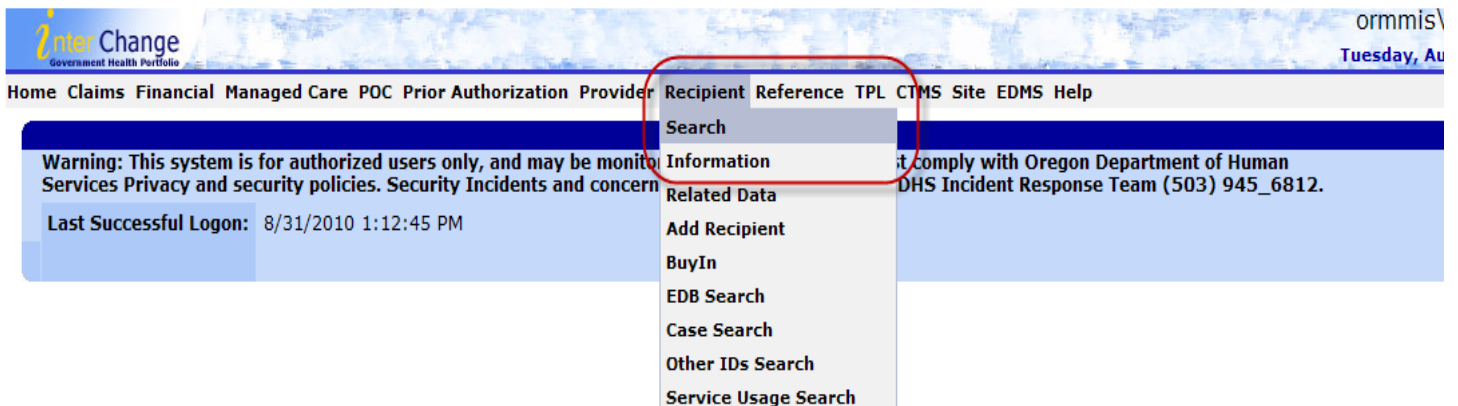 interChange
Government Health Portfolio
ormmis\
Tuesday, Au
Home Claims Financial Managed Care POC Prior Authorization Provider Recipient Reference TPL CTMS Site EDMS Help
Search
Warning: This system is for authorized users only, and may be monito Information st comply with Oregon Department of Human
Services Privacy and security policies. Security Incidents and concern DHS Incident Response Team (503) 945_6812.
Related Data
Last Successful Logon: 8/31/2010 1:12:45 PM
Add Recipient
BuyIn
EDB Search
Case Search
Other IDs Search
Service Usage Search